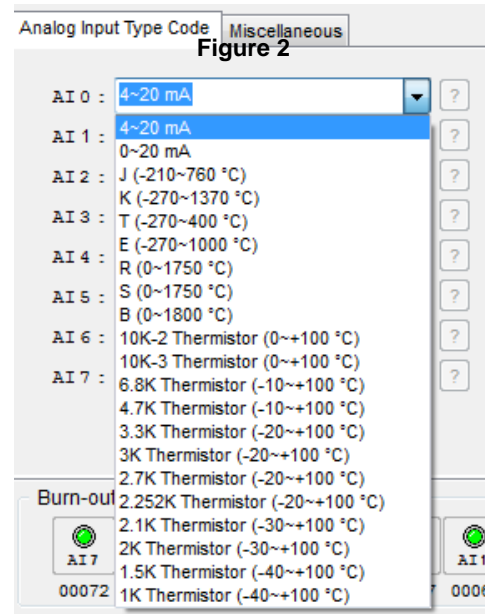 Analog Input Type Code Miscellaneous
Figure 2
AI 0 : 4~20 mA ?
AI 1 : ?
AI 2 : ?
AI 3 : ?
AI 4 : ?
AI 5 : ?
AI 6 : ?
AI 7 : ?
4~20 mA
0~20 mA
J (-210~760 °C)
K (-270~1370 °C)
T (-270~400 °C)
E (-270~1000 °C)
R (0~1750 °C)
S (0~1750 °C)
B (0~1800 °C)
10K-2 Thermistor (0~+100 °C)
10K-3 Thermistor (0~+100 °C)
6.8K Thermistor (-10~+100 °C)
4.7K Thermistor (-10~+100 °C)
3.3K Thermistor (-20~+100 °C)
3K Thermistor (-20~+100 °C)
2.7K Thermistor (-20~+100 °C)
2.252K Thermistor (-20~+100 °C)
2.1K Thermistor (-30~+100 °C)
2K Thermistor (-30~+100 °C)
1.5K Thermistor (-40~+100 °C)
1K Thermistor (-40~+100 °C)
Burn-out
AI7
00072